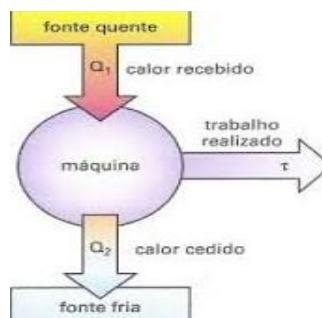 fonte quente
Q₁ calor recebido
trabalho
realizado
máquina
τ
Q₂ calor cedido
fonte fria